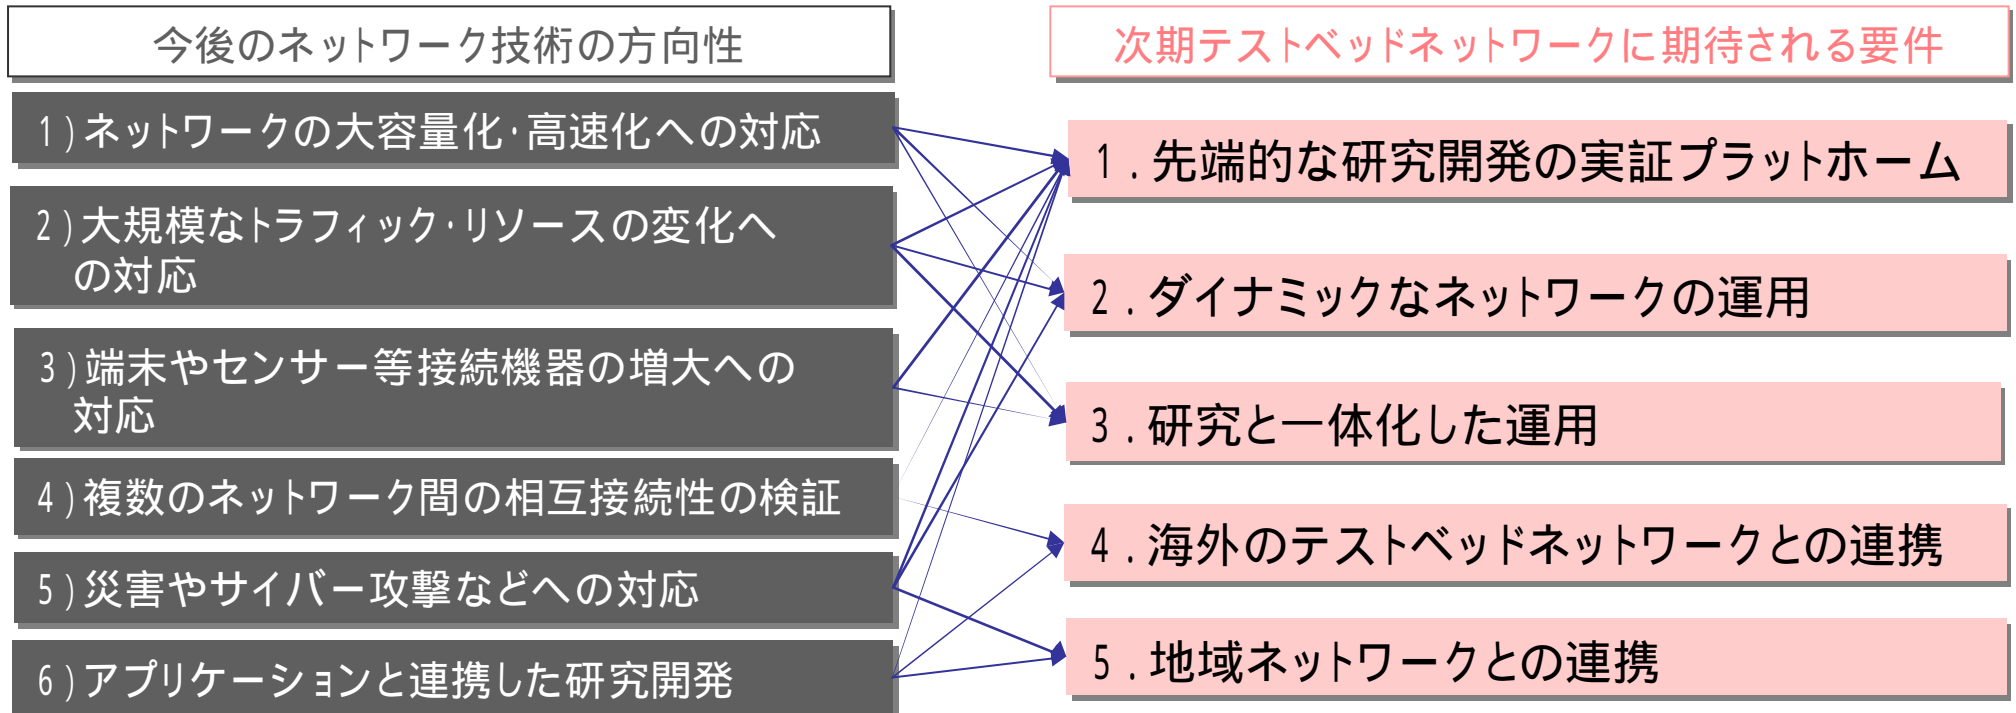 今後のネットワーク技術の方向性
1)ネットワークの大容量化・高速化への対応
2)大規模なトラフィック・リソースの変化へ
の対応
3)端末やセンサー等接続機器の増大への
対応
4)複数のネットワーク間の相互接続性の検証
5)災害やサイバー攻撃などへの対応
6)アプリケーションと連携した研究開発
次期テストベッドネットワークに期待される要件
1.先端的な研究開発の実証プラットホーム
2.ダイナミックなネットワークの運用
3.研究と一体化した運用
4.海外のテストベッドネットワークとの連携
5.地域ネットワークとの連携